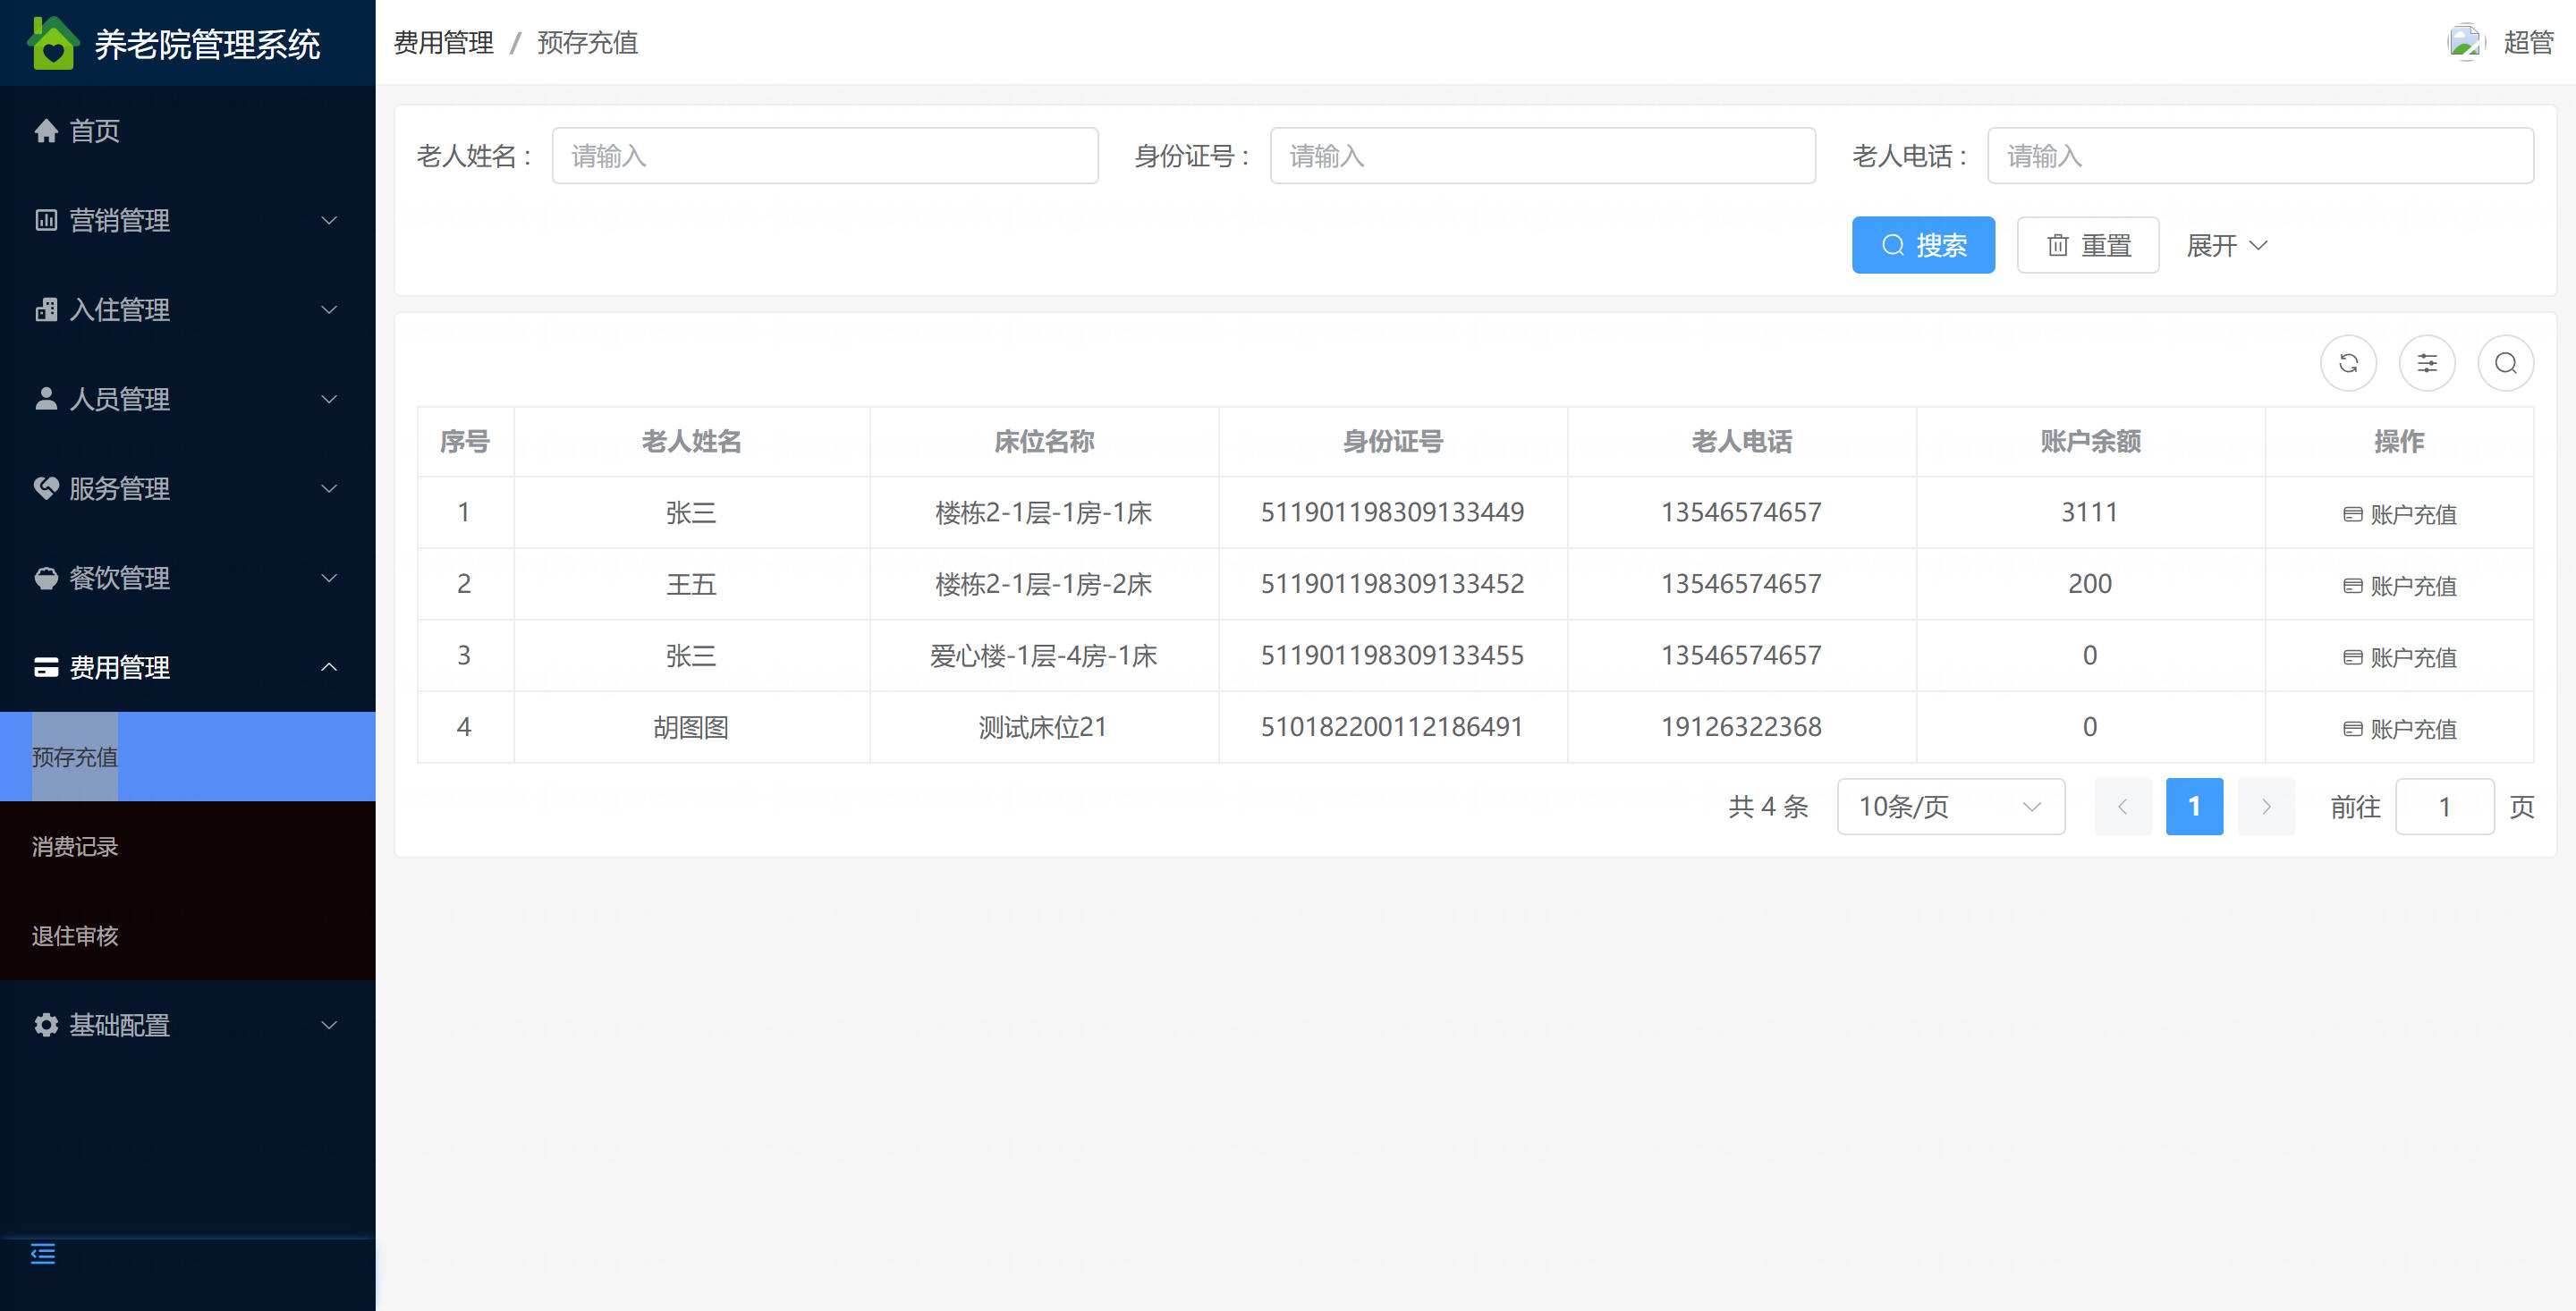 养老院管理系统
费用管理 / 预存充值
超管
首页
营销管理
入住管理
人员管理
服务管理
餐饮管理
费用管理
预存充值
消费记录
退住审核
基础配置
老人姓名： 请输入 身份证号： 请输入 老人电话： 请输入
搜索 重置 展开
序号 老人姓名 床位名称 身份证号 老人电话 账户余额 操作
1 张三 楼栋2-1层-1房-1床 511901198309133449 13546574657 3111 账户充值
2 王五 楼栋2-1层-1房-2床 511901198309133452 13546574657 200 账户充值
3 张三 爱心楼-1层-4房-1床 511901198309133455 13546574657 0 账户充值
4 胡图图 测试床位21 510182200112186491 19126322368 0 账户充值
共 4 条 10条/页 1 前往 1 页